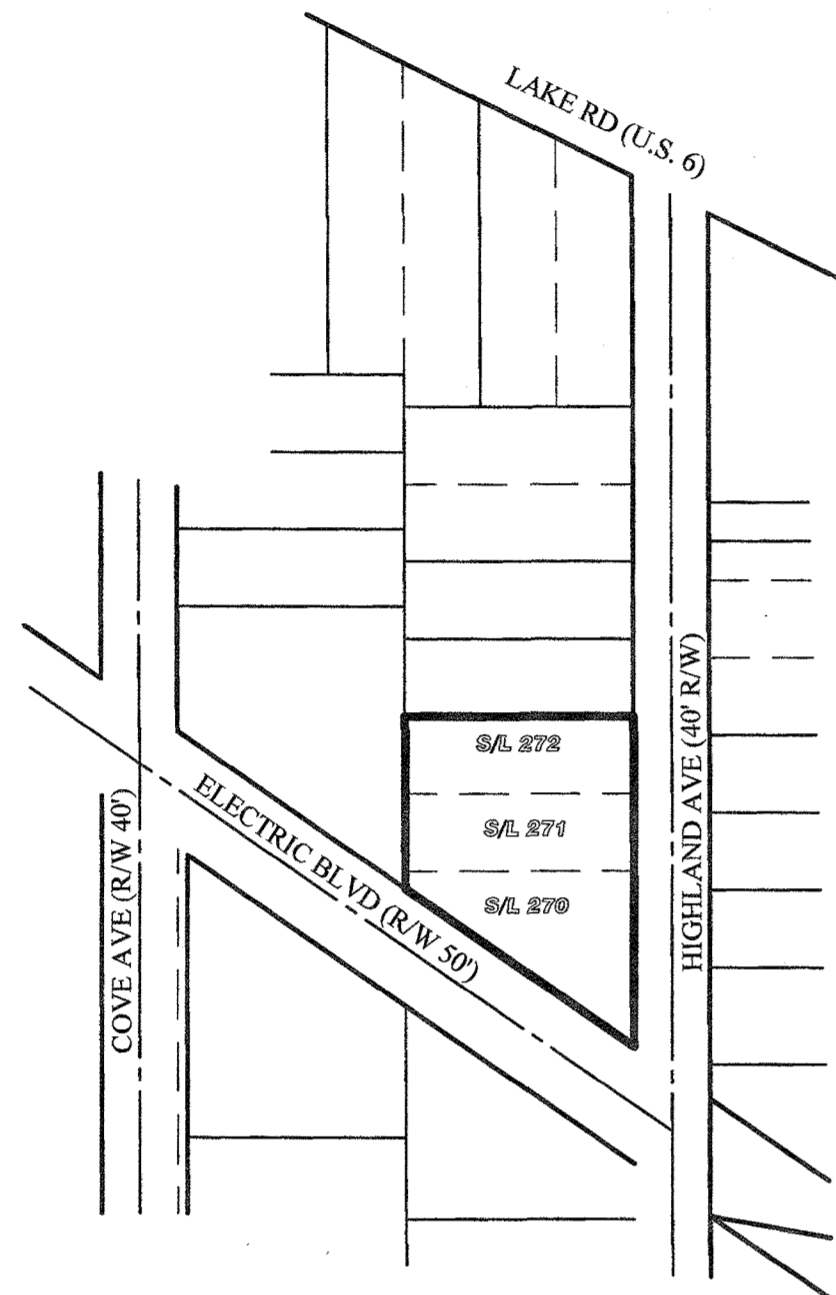 LAKE RD (U.S. 6)
S/L 272
S/L 271
S/L 270
HIGHLAND AVE (40' R/W)
ELECTRIC BLVD (R/W 50')
COVE AVE (R/W 40')